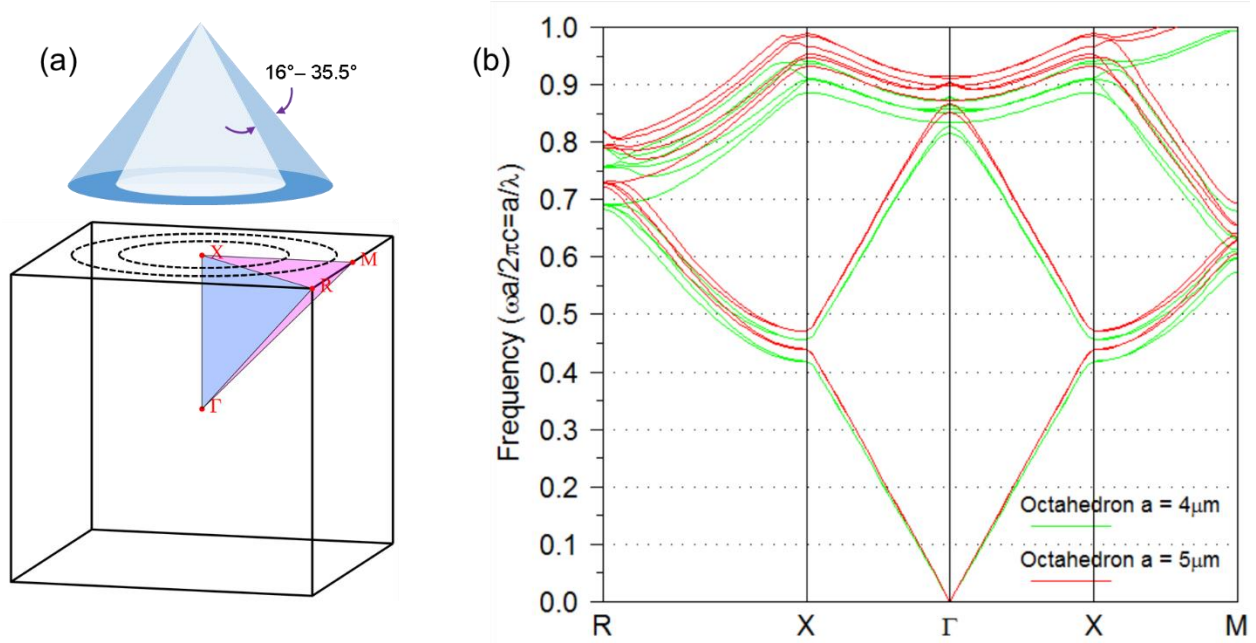 (a)
16°– 35.5°
X
M
R
Γ
(b)
Frequency (ωa/2πc=a/λ)
1.0
0.9
0.8
0.7
0.6
0.5
0.4
0.3
0.2
0.1
0.0
Octahedron a = 4μm
Octahedron a = 5μm
R X Γ X M